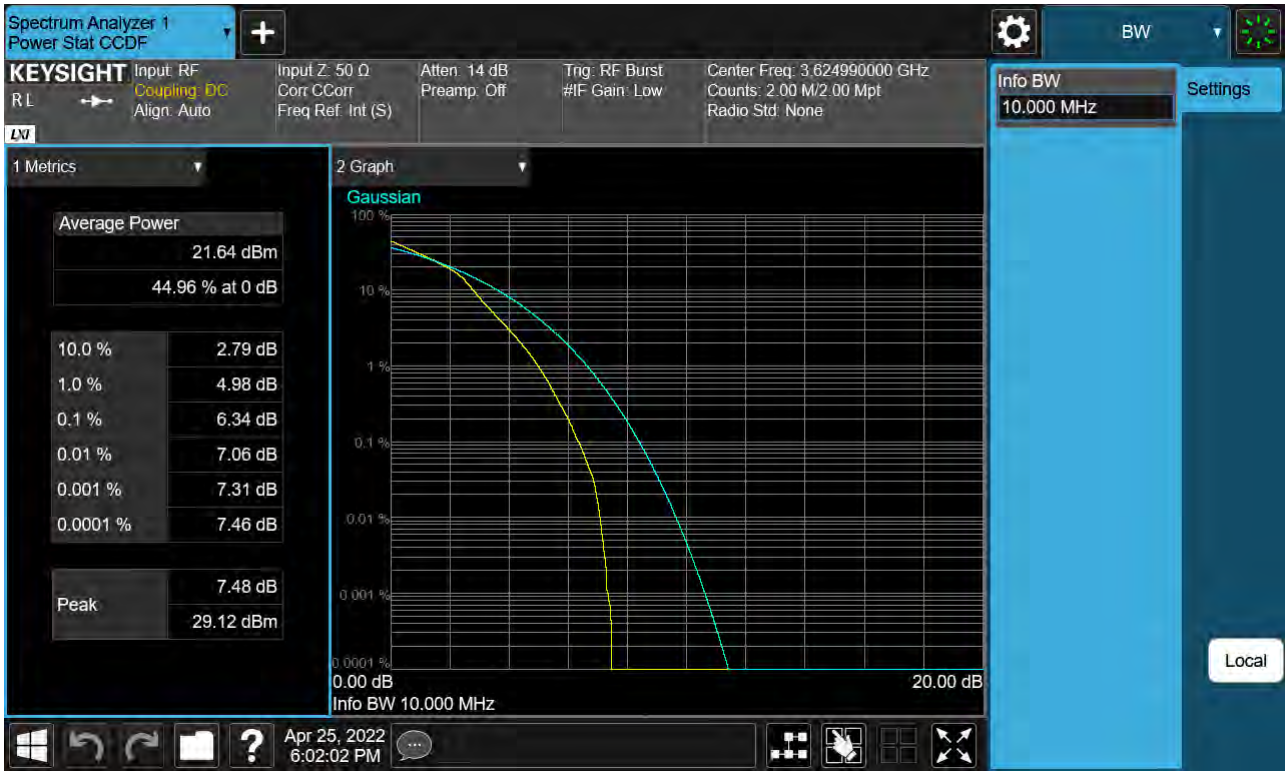 Spectrum Analyzer 1
Power Stat CCDF
+
BW
KEYSIGHT
RL
LXI
Input: RF
Coupling: DC
Align: Auto
Input Z: 50 Ω
Corr CCorr
Freq Ref: Int (S)
Atten: 14 dB
Preamp: Off
Trig: RF Burst
#IF Gain: Low
Center Freq: 3.624990000 GHz
Counts: 2.00 M/2.00 Mpt
Radio Std: None
Info BW
10.000 MHz
Settings
1 Metrics
Average Power
21.64 dBm
44.96 % at 0 dB
10.0 % 2.79 dB
1.0 % 4.98 dB
0.1 % 6.34 dB
0.01 % 7.06 dB
0.001 % 7.31 dB
0.0001 % 7.46 dB
Peak
7.48 dB
29.12 dBm
2 Graph
Gaussian
100 %
10 %
1 %
0.1 %
0.01 %
0.001 %
0.0001 %
0.00 dB 20.00 dB
Info BW 10.000 MHz
Local
?
Apr 25, 2022
6:02:02 PM